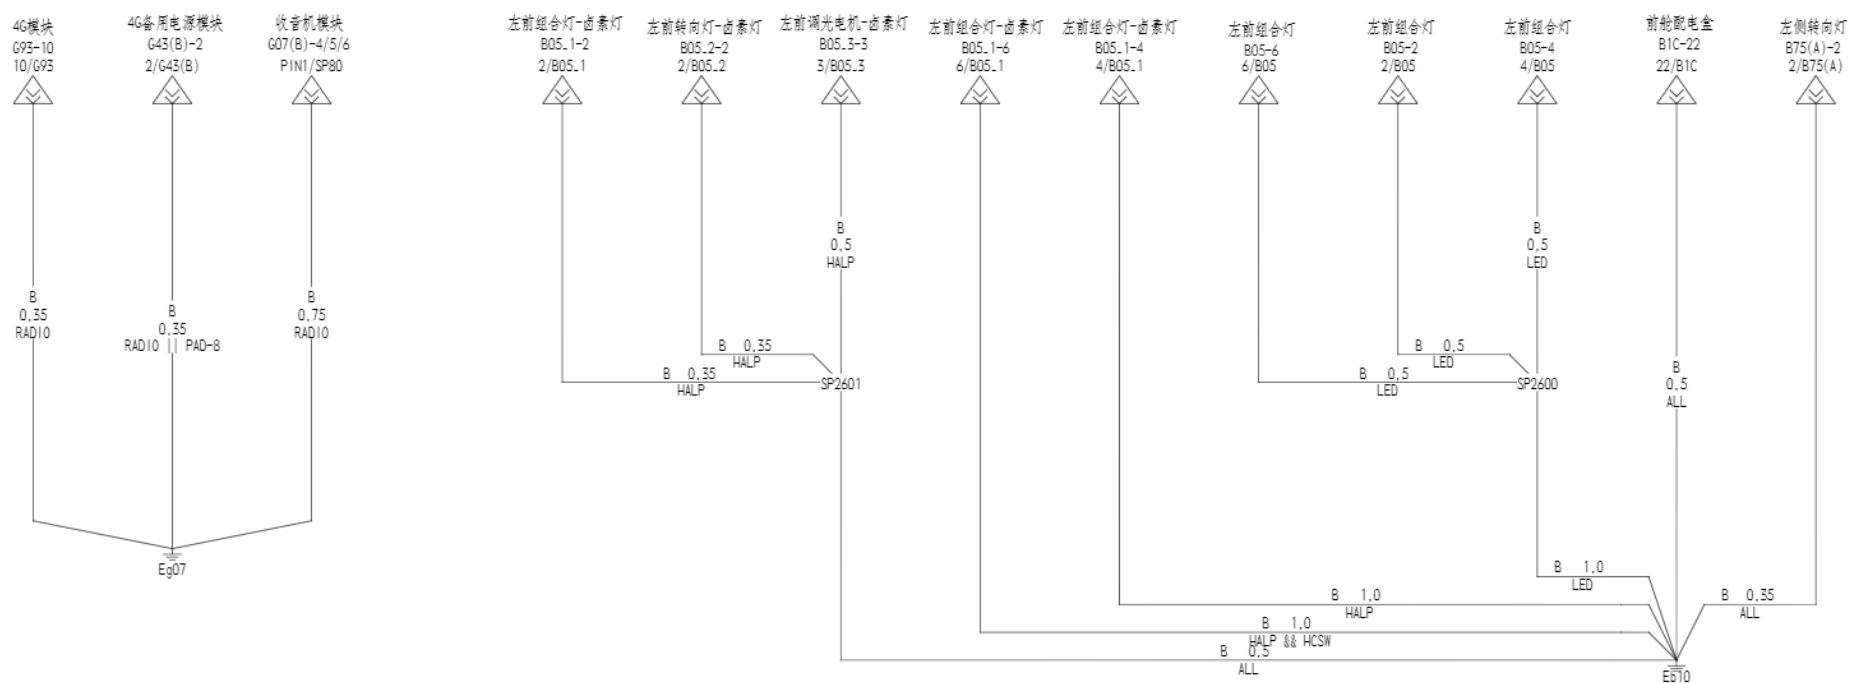 4G模块
G93-10
10/G93
4G备用电源模块
G43(B)-2
2/G43(B)
收音机模块
G07(B)-4/5/6
PIN1/SP80
左前组合灯-卤素灯
B05_1-2
2/B05_1
左前转向灯-卤素灯
B05_2-2
2/B05_2
左前调光电机-卤素灯
B05_3-3
3/B05_3
左前组合灯-卤素灯
B05_1-6
6/B05_1
左前组合灯-卤素灯
B05_1-4
4/B05_1
左前组合灯
B05-6
6/B05
左前组合灯
B05-2
2/B05
左前组合灯
B05-4
4/B05
前舱配电盒
B1C-22
22/B1C
左侧转向灯
B75(A)-2
2/B75(A)
B
0,35
RADIO
B
0,35
RADIO || PAD-8
B
0,75
RADIO
B
0,5
HALP
B
0,5
LED
B 0,35
HALP
B 0,35
HALP
SP2601
B 0,5
LED
B 0,5
LED
SP2600
B
0,5
ALL
Eg07
B 1,0
LED
B 1,0
HALP
B 0,35
ALL
B 1,0
HALP && HCSW
B 0,5
ALL
Eb10